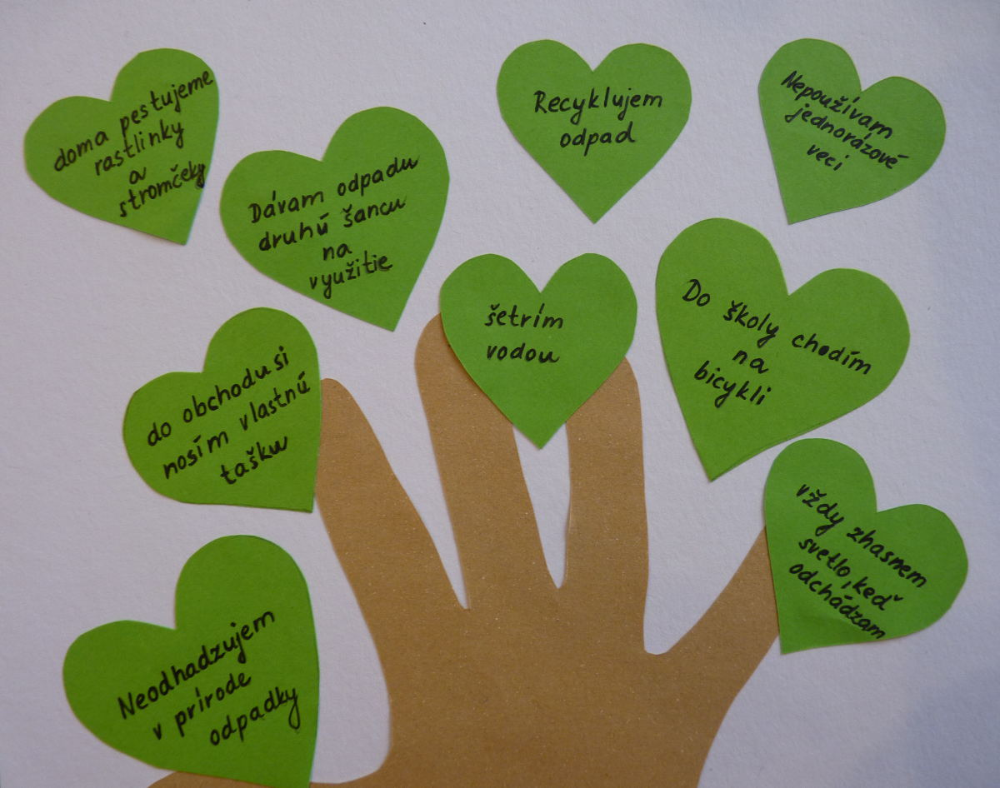 doma pestujeme
rastlinky
a
stromčeky
Dávam odpadu
druhú šancu
na
využitie
Recyklujem
odpad
Nepoužívam
jednorázové
veci
šetrím
vodou
Do školy chodím
na
bicykli
do obchodu si
nosím vlastnú
tašku
vždy zhasnem
svetlo, keď
odchádzam
Neodhadzujem
v prírode
odpadky